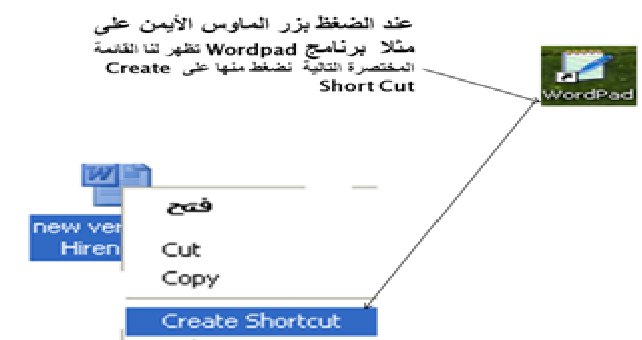 عند الضغظ بزر الماوس الأيمن على
مثلا برنامج Wordpad تظهر لنا القائمة
المختصرة التالية نضغط منها على Create
Short Cut
WordPad
new ver
Hiren
فتح
Cut
Copy
Create Shortcut